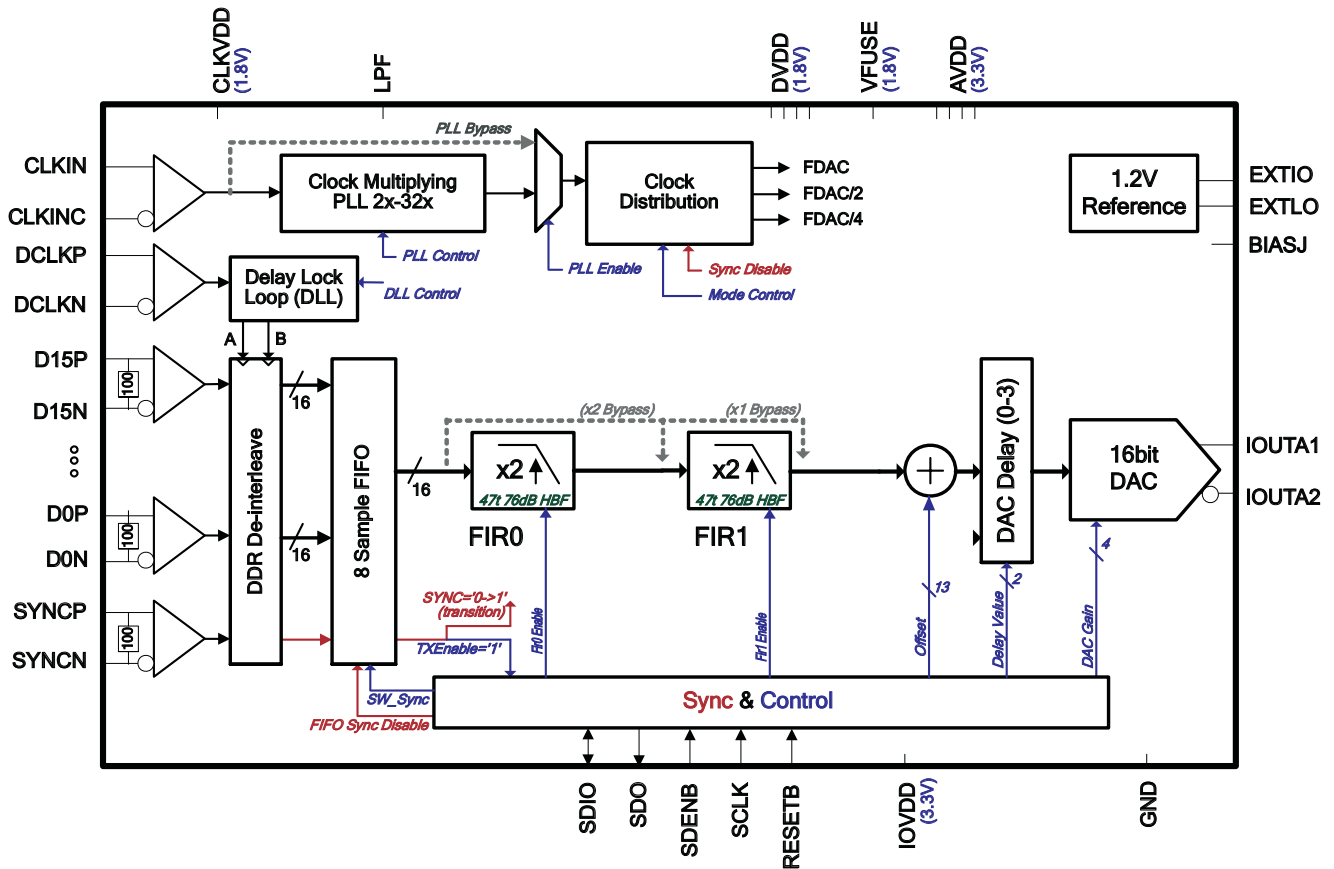 CLKVDD
(1.8V)
LPF
DVDD
(1.8V)
VFUSE
(1.8V)
AVDD
(3.3V)
CLKIN
CLKINC
PLL Bypass
Clock Multiplying
PLL 2x-32x
Clock
Distribution
FDAC
FDAC/2
FDAC/4
1.2V
Reference
EXTIO
EXTLO
BIASJ
PLL Control
PLL Enable
Sync Disable
Mode Control
DCLKP
DCLKN
Delay Lock
Loop (DLL)
DLL Control
A
B
D15P
100
D15N
16
DDR De-interleave
8 Sample FIFO
(x2 Bypass)
(x1 Bypass)
16
x2
47t 76dB HBF
FIR0
x2
47t 76dB HBF
FIR1
DAC Delay (0-3)
16bit
DAC
IOUTA1
IOUTA2
D0P
100
D0N
16
SYNCP
100
SYNCN
SYNC='0->1'
(transition)
TXEnable='1'
Fir0 Enable
Fir1 Enable
Offset
13
Delay Value
2
DAC Gain
4
SW_Sync
FIFO Sync Disable
Sync & Control
SDIO
SDO
SDENB
SCLK
RESETB
IOVDD
(3.3V)
GND